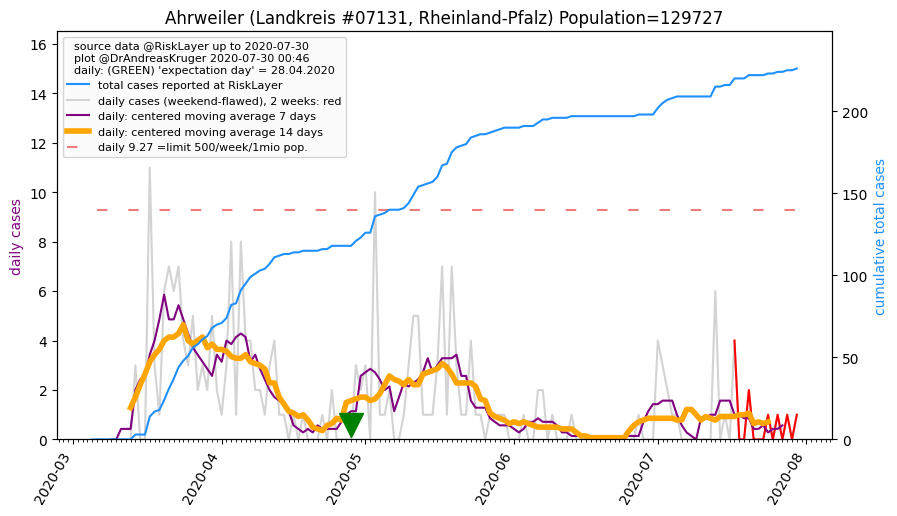 Ahrweiler (Landkreis #07131, Rheinland-Pfalz) Population=129727
source data @RiskLayer up to 2020-07-30
plot @DrAndreasKruger 2020-07-30 00:46
daily: (GREEN) 'expectation day' = 28.04.2020
total cases reported at RiskLayer
daily cases (weekend-flawed), 2 weeks: red
daily: centered moving average 7 days
daily: centered moving average 14 days
daily 9.27 =limit 500/week/1mio pop.
daily cases
16
14
12
10
8
6
4
2
0
cumulative total cases
200
150
100
50
0
2020-03
2020-04
2020-05
2020-06
2020-07
2020-08